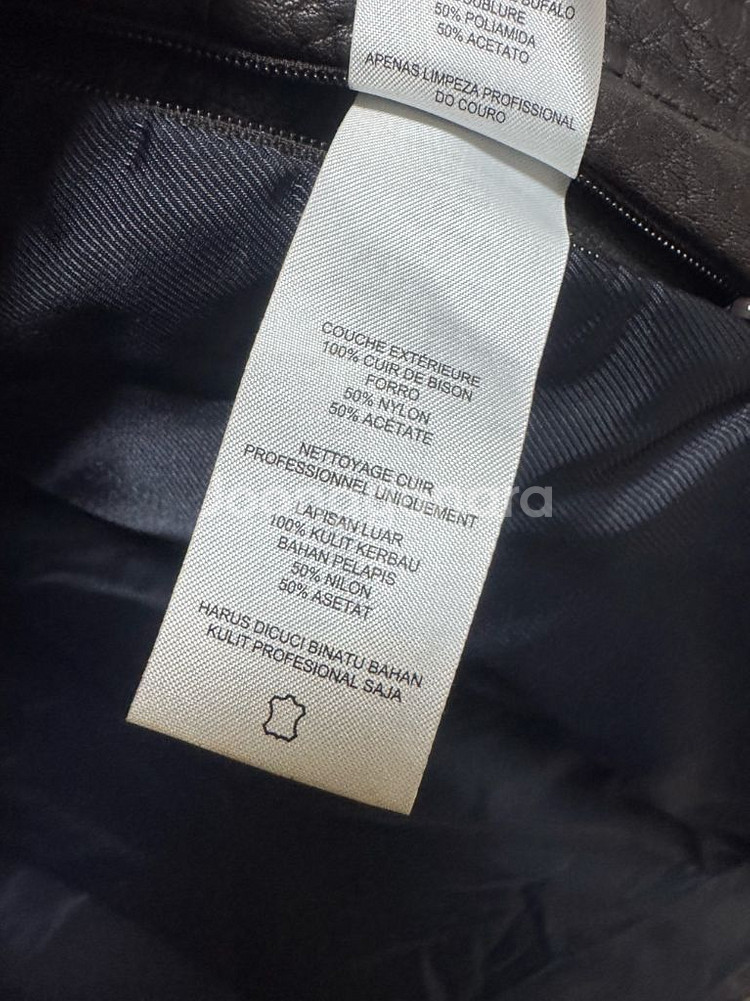 BUFALO
DOUBLURE
50% POLIAMIDA
50% ACETATO
APENAS LIMPEZA PROFISSIONAL
DO COURO
COUCHE EXTÉRIEURE
100% CUIR DE BISON
FORRO
50% NYLON
50% ACETATE
NETTOYAGE CUIR
PROFESSIONNEL UNIQUEMENT
LAPISAN LUAR
100% KULIT KERBAU
BAHAN PELAPIS
50% NILON
50% ASETAT
HARUS DICUCI BINATU BAHAN
KULIT PROFESIONAL SAJA